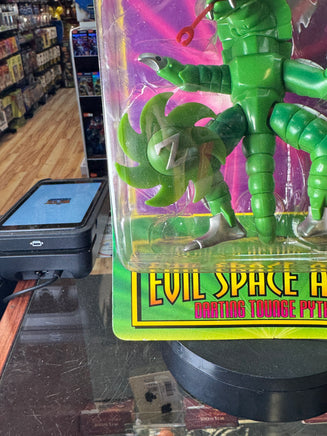 Z
EVIL SPACE A
DARTING TOUNGE PYTH